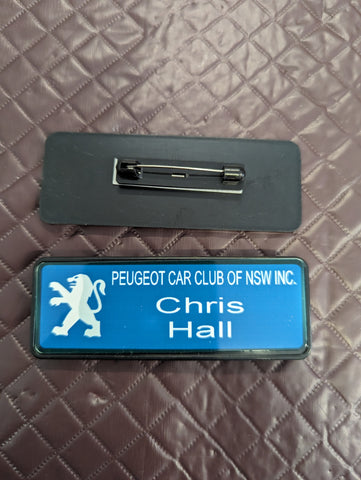 PEUGEOT CAR CLUB OF NSW INC.
Chris
Hall